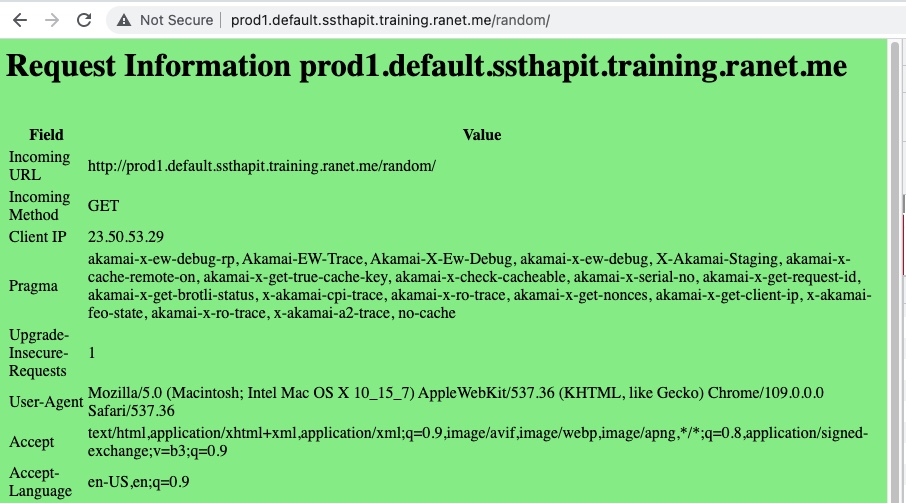 Not Secure
prod1.default.ssthapit.training.ranet.me/random/
Request Information prod1.default.ssthapit.training.ranet.me
Field Value
Incoming
URL
http://prod1.default.ssthapit.training.ranet.me/random/
Incoming
Method
GET
Client IP 23.50.53.29
Pragma
akamai-x-ew-debug-rp, Akamai-EW-Trace, Akamai-X-Ew-Debug, akamai-x-ew-debug, X-Akamai-Staging, akamai-x-
cache-remote-on, akamai-x-get-true-cache-key, akamai-x-check-cacheable, akamai-x-serial-no, akamai-x-get-request-id,
akamai-x-get-brotli-status, x-akamai-cpi-trace, akamai-x-ro-trace, akamai-x-get-nonces, akamai-x-get-client-ip, x-akamai-
feo-state, akamai-x-ro-trace, x-akamai-a2-trace, no-cache
Upgrade-
Insecure-
Requests
1
User-Agent
Mozilla/5.0 (Macintosh; Intel Mac OS X 10_15_7) AppleWebKit/537.36 (KHTML, like Gecko) Chrome/109.0.0.0
Safari/537.36
Accept
text/html,application/xhtml+xml,application/xml;q=0.9,image/avif,image/webp,image/apng,*/*;q=0.8,application/signed-
exchange;v=b3;q=0.9
Accept-
Language
en-US,en;q=0.9